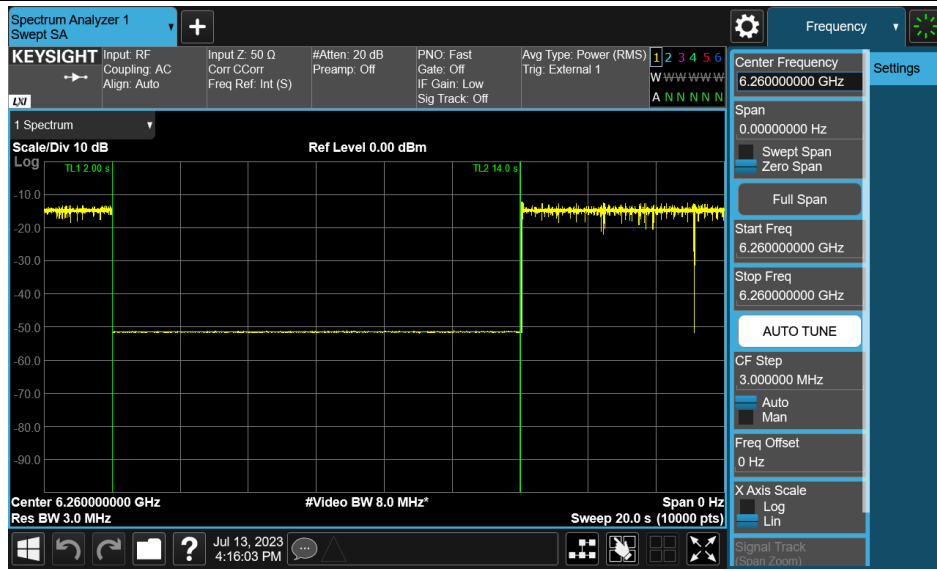 Spectrum Analyzer 1
Swept SA
+
Frequency
KEYSIGHT
LXI
Input: RF
Coupling: AC
Align: Auto
Input Z: 50 Ω
Corr CCorr
Freq Ref: Int (S)
#Atten: 20 dB
Preamp: Off
PNO: Fast
Gate: Off
IF Gain: Low
Sig Track: Off
Avg Type: Power (RMS)
Trig: External 1
1 2 3 4 5 6
W W W W W W
A N N N N N
1 Spectrum
Scale/Div 10 dB
Ref Level 0.00 dBm
Log
TL1 2.00 s
TL2 14.0 s
-10.0
-20.0
-30.0
-40.0
-50.0
-60.0
-70.0
-80.0
-90.0
Center 6.260000000 GHz
#Video BW 8.0 MHz*
Span 0 Hz
Res BW 3.0 MHz
Sweep 20.0 s (10000 pts)
Center Frequency
6.260000000 GHz
Settings
Span
0.00000000 Hz
Swept Span
Zero Span
Full Span
Start Freq
6.260000000 GHz
Stop Freq
6.260000000 GHz
AUTO TUNE
CF Step
3.000000 MHz
Auto
Man
Freq Offset
0 Hz
X Axis Scale
Log
Lin
Signal Track
(Span Zoom)
?
Jul 13, 2023
4:16:03 PM